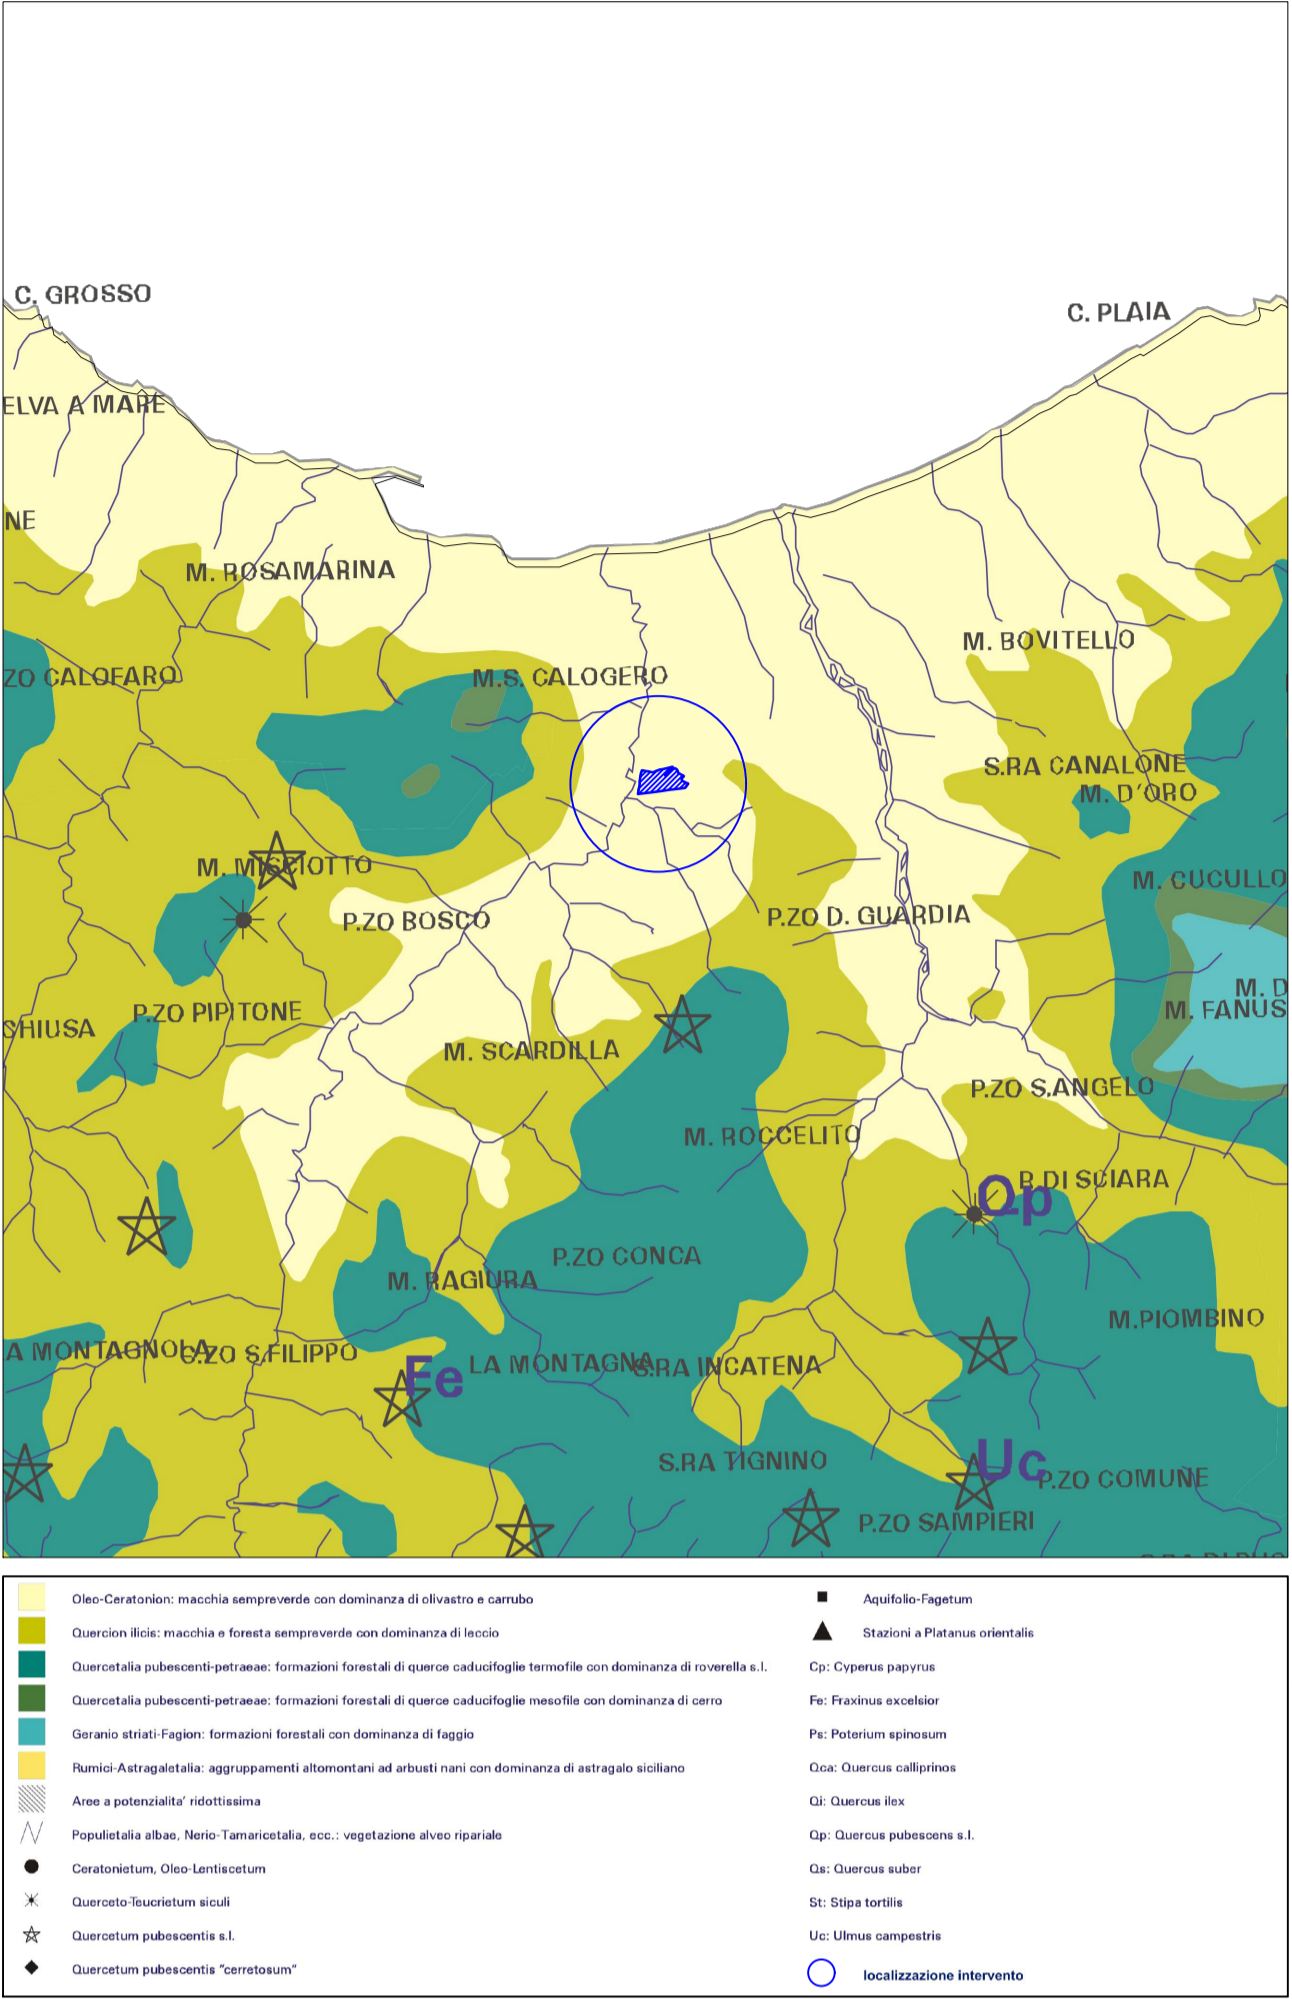 C. GROSSO
C. PLAIA
ELVA A MARE
NE
M. ROSAMARINA
M. BOVITELLO
ZO CALOFARO
M.S. CALOGERO
S.RA CANALONE
M. D'ORO
M. MISCIOTTO
M. CUCULLO
P.ZO BOSCO
P.ZO D. GUARDIA
M. D
M. FANUS
P.ZO PIPITONE
CHIUSA
M. SCARDILLA
P.ZO S.ANGELO
M. ROCCELITO
R.DI SCIARA
Qp
P.ZO CONCA
M. RAGIURA
M.PIOMBINO
A MONTAGNOLA
C.ZO S.FILIPPO
LA MONTAGNA
S.RA INCATENA
Fe
S.RA TIGNINO
Uc
P.ZO COMUNE
P.ZO SAMPIERI
Oleo-Ceratonion: macchia sempreverde con dominanza di olivastro e carrubo
Quercion ilicis: macchia e foresta sempreverde con dominanza di leccio
Quercetalia pubescenti-petraeae: formazioni forestali di querce caducifoglie termofile con dominanza di roverella s.l.
Quercetalia pubescenti-petraeae: formazioni forestali di querce caducifoglie mesofile con dominanza di cerro
Geranio striati-Fagion: formazioni forestali con dominanza di faggio
Rumici-Astragaletalia: aggruppamenti altomontani ad arbusti nani con dominanza di astragalo siciliano
Aree a potenzialita' ridottissima
Populietalia albae, Nerio-Tamaricetalia, ecc.: vegetazione alveo ripariale
Ceratonietum, Oleo-Lentiscetum
Querceto-Teucrietum siculi
Quercetum pubescentis s.l.
Quercetum pubescentis "cerretosum"
Aquifolio-Fagetum
Stazioni a Platanus orientalis
Cp: Cyperus papyrus
Fe: Fraxinus excelsior
Ps: Poterium spinosum
Qca: Quercus calliprinos
Qi: Quercus ilex
Qp: Quercus pubescens s.l.
Qs: Quercus suber
St: Stipa tortilis
Uc: Ulmus campestris
localizzazione intervento